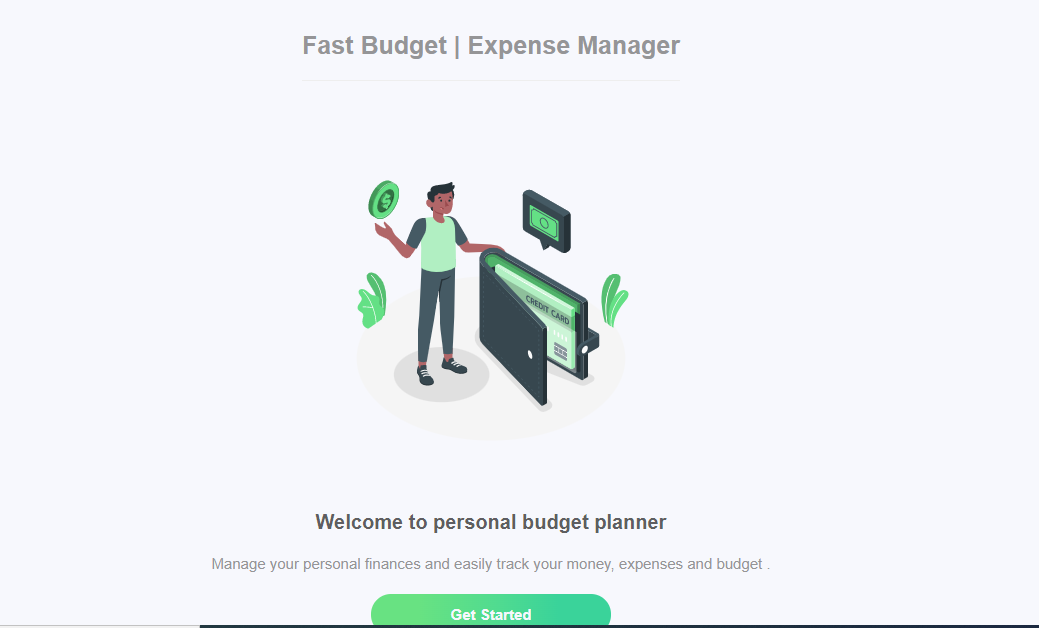 Fast Budget | Expense Manager
$
CREDIT CARD
Welcome to personal budget planner
Manage your personal finances and easily track your money, expenses and budget .
Get Started